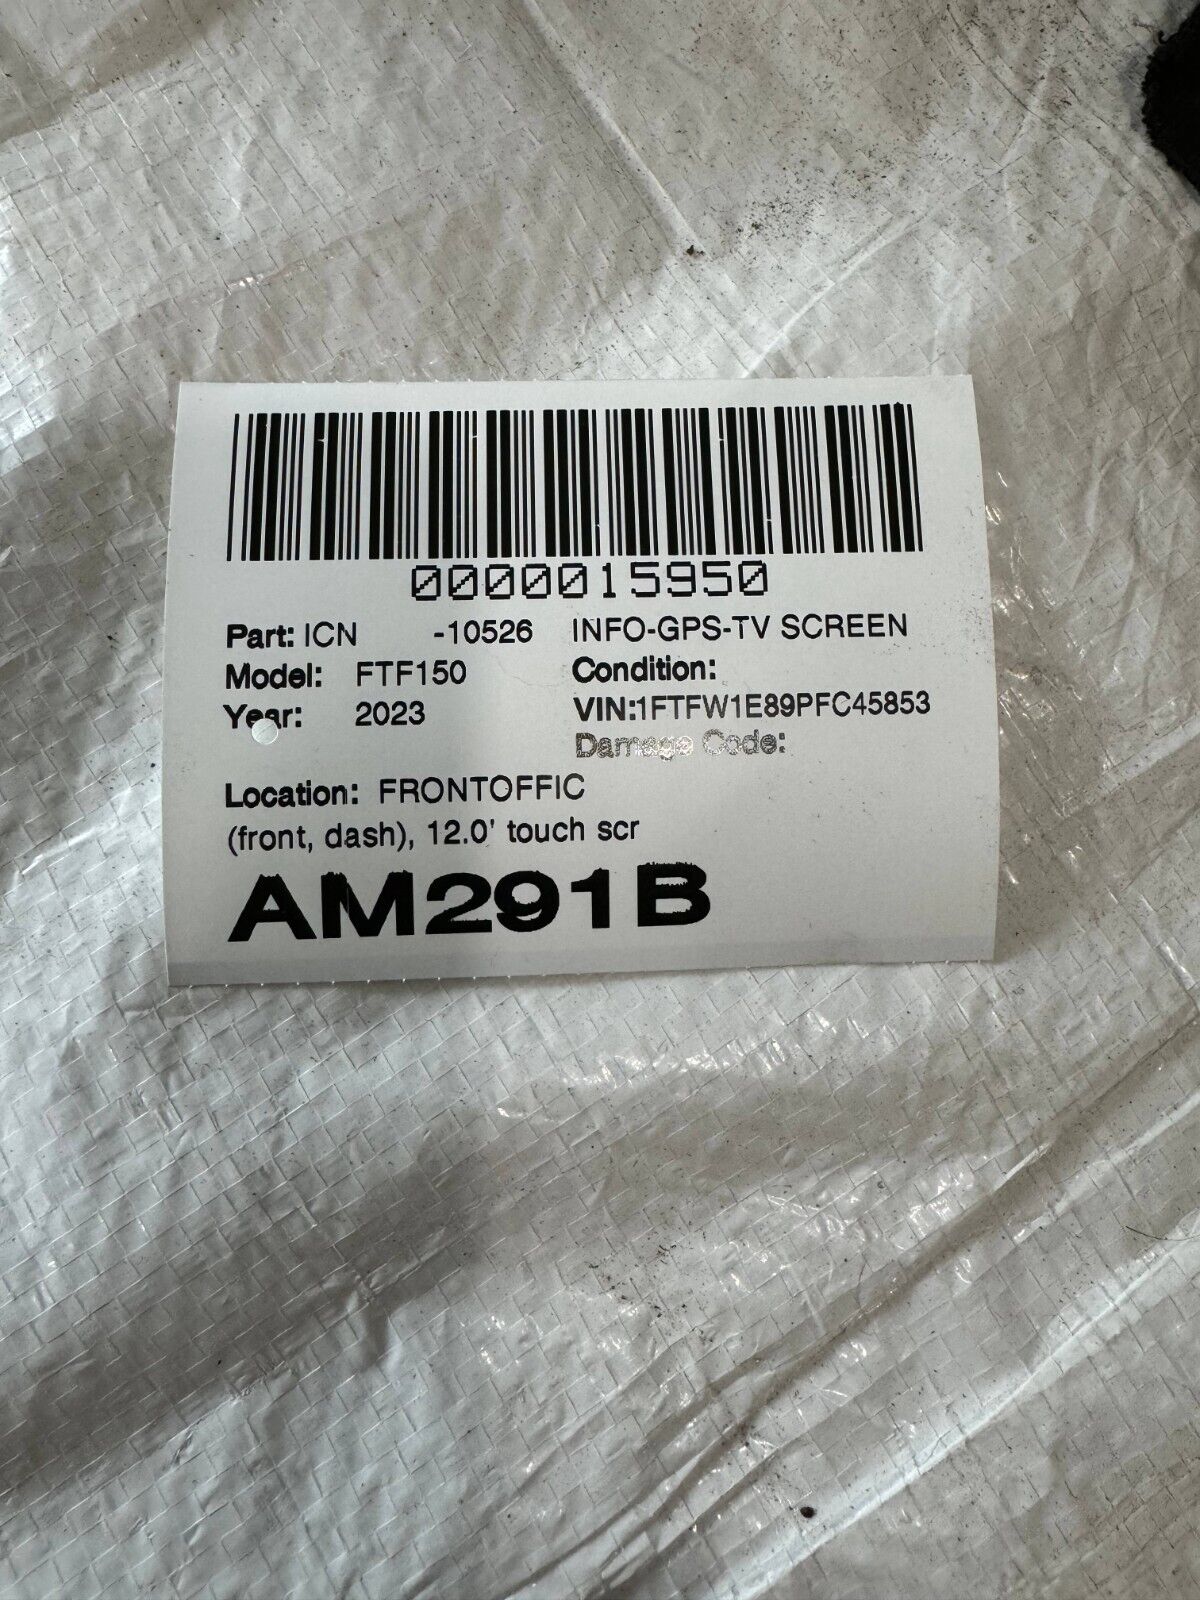 0000015950
Part: ICN -10526 INFO-GPS-TV SCREEN
Model: FTF150 Condition:
Year: 2023 VIN:1FTFW1E89PFC45853
Damage Code:
Location: FRONTOFFIC
(front, dash), 12.0' touch scr
AM291B